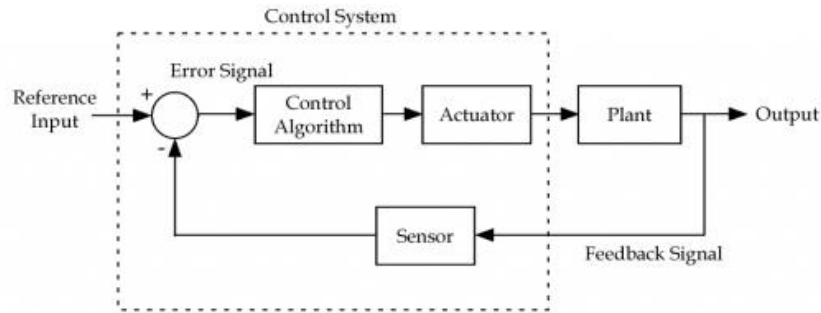 Control System
Error Signal
Reference
Input
+
-
Control
Algorithm
Actuator
Plant
Output
Sensor
Feedback Signal